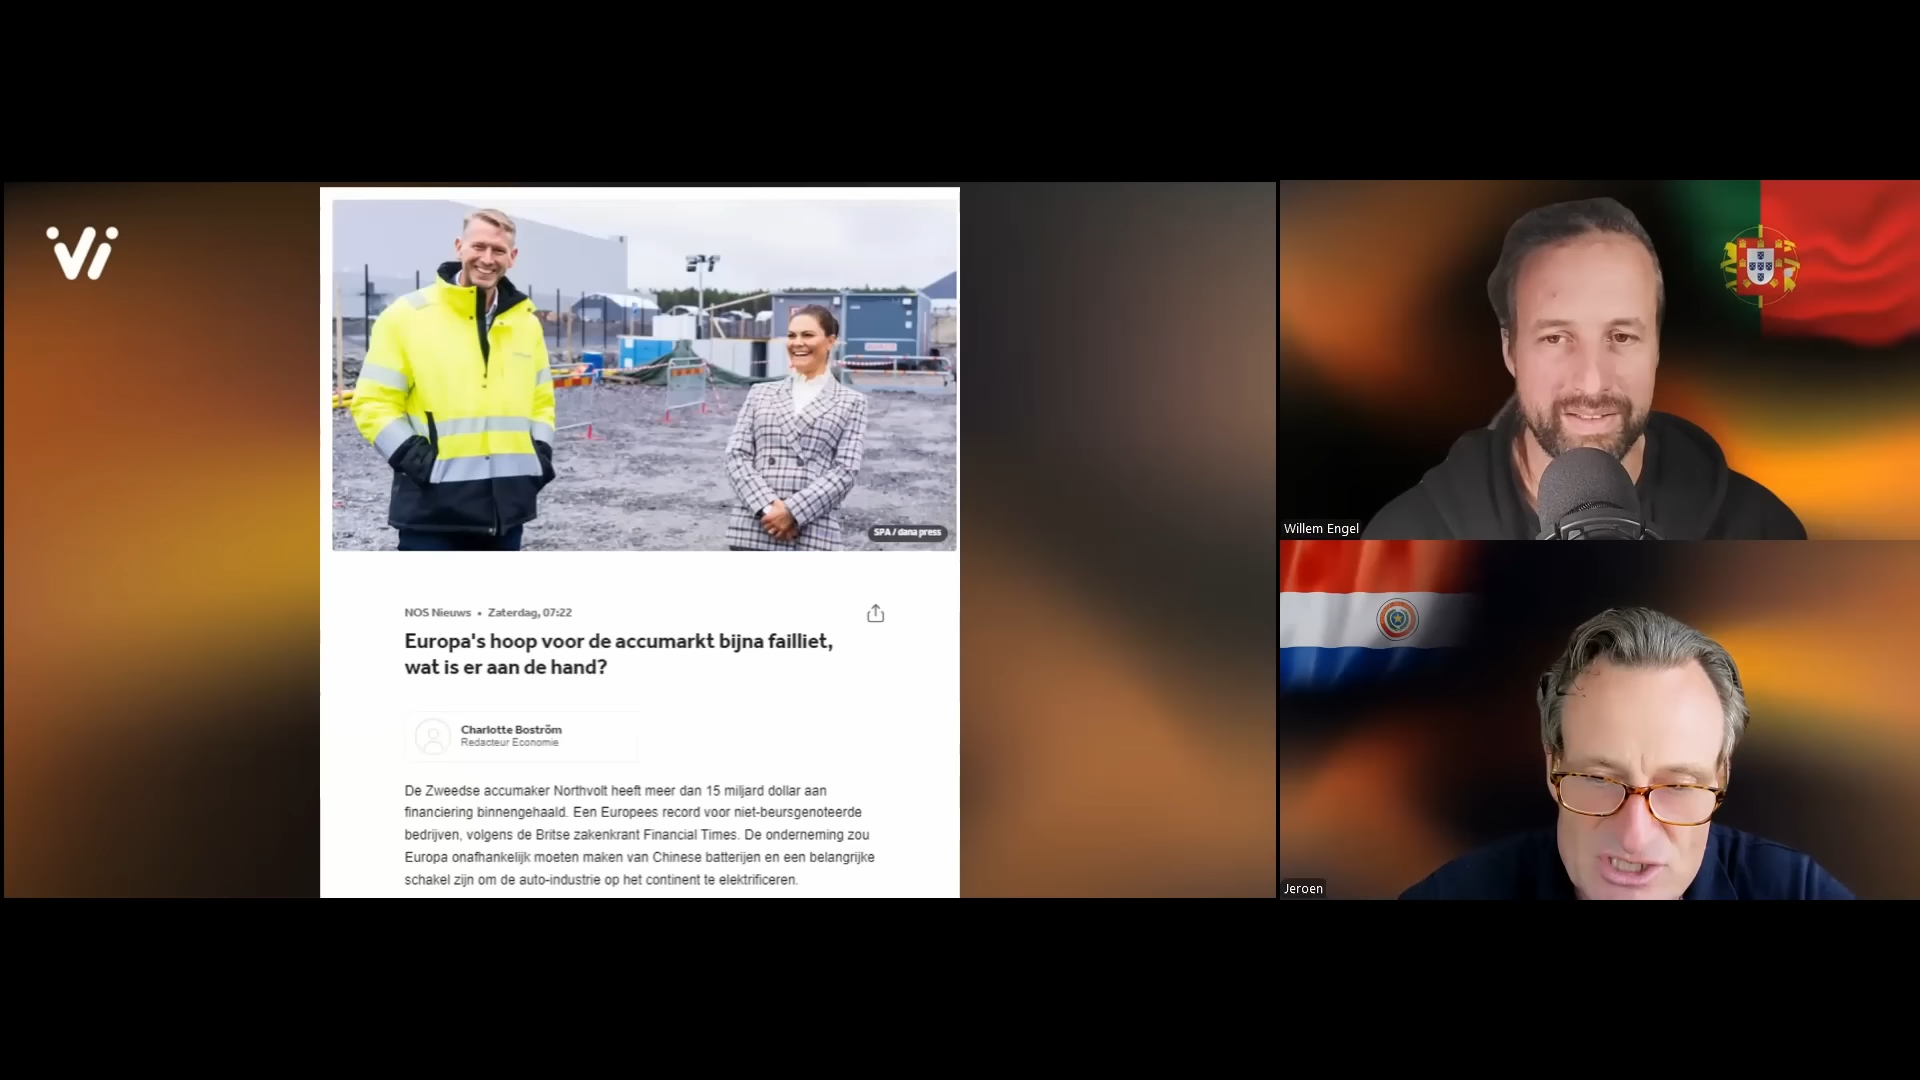 SPA / dana press
NOS Nieuws • Zaterdag, 07:22
Europa's hoop voor de accumarkt bijna failliet,
wat is er aan de hand?
Charlotte Boström
Redacteur Economie
De Zweedse accumaker Northvolt heeft meer dan 15 miljard dollar aan
financiering binnengehaald. Een Europees record voor niet-beursgenoteerde
bedrijven, volgens de Britse zakenkrant Financial Times. De onderneming zou
Europa onafhankelijk moeten maken van Chinese batterijen en een belangrijke
schakel zijn om de auto-industrie op het continent te elektrificeren.
Willem Engel
Jeroen